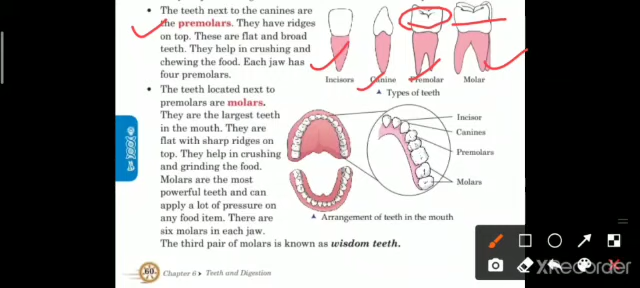 • The teeth next to the canines are
the premolars. They have ridges
on top. These are flat and broad
teeth. They help in crushing and
chewing the food. Each jaw has
four premolars.
• The teeth located next to
premolars are molars.
They are the largest teeth
in the mouth. They are
flat with sharp ridges on
top. They help in crushing
and grinding the food.
Molars are the most
powerful teeth and can
apply a lot of pressure on
any food item. There are
six molars in each jaw.
The third pair of molars is known as wisdom teeth.
Incisors Canine Premolar Molar
▲ Types of teeth
Incisor
Canines
Premolars
Molars
▲ Arrangement of teeth in the mouth
60 Chapter 6 ▸ Teeth and Digestion
XRecorder